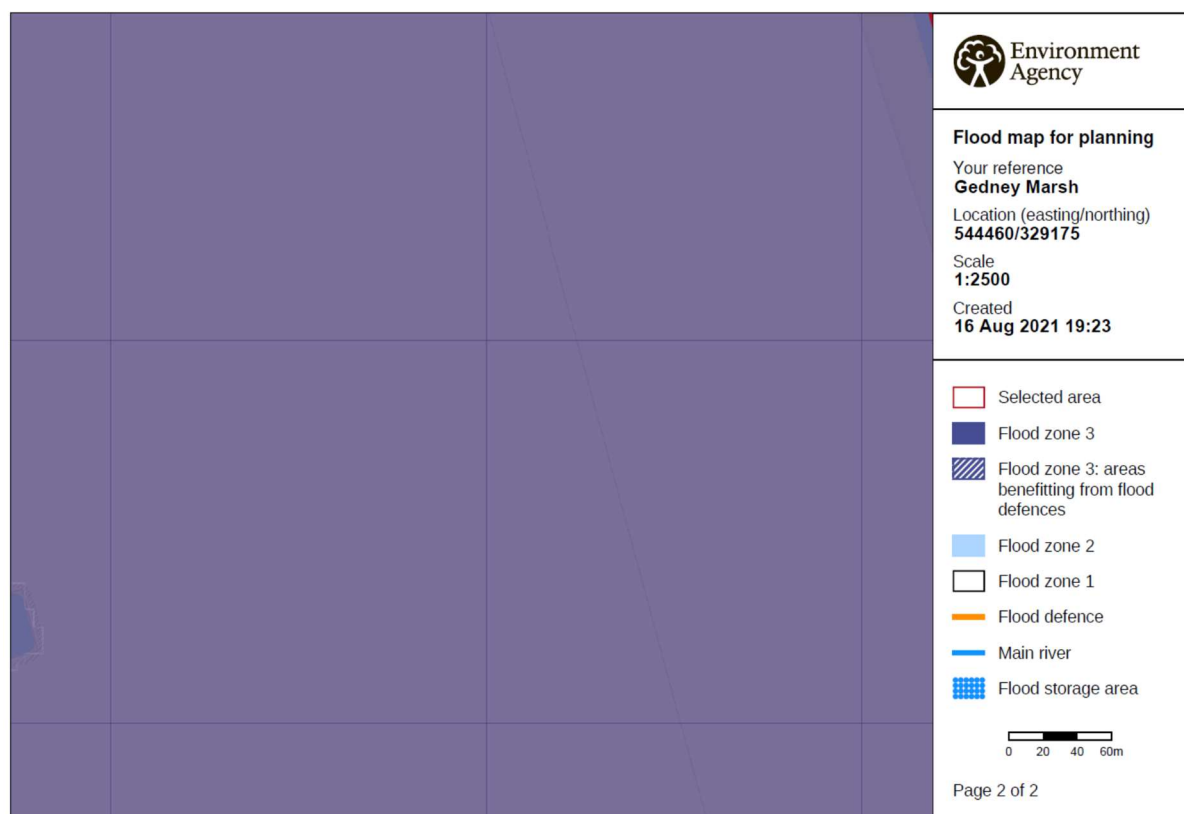 Environment
Agency
Flood map for planning
Your reference
Gedney Marsh
Location (easting/northing)
544460/329175
Scale
1:2500
Created
16 Aug 2021 19:23
Selected area
Flood zone 3
Flood zone 3: areas
benefitting from flood
defences
Flood zone 2
Flood zone 1
Flood defence
Main river
Flood storage area
0 20 40 60m
Page 2 of 2